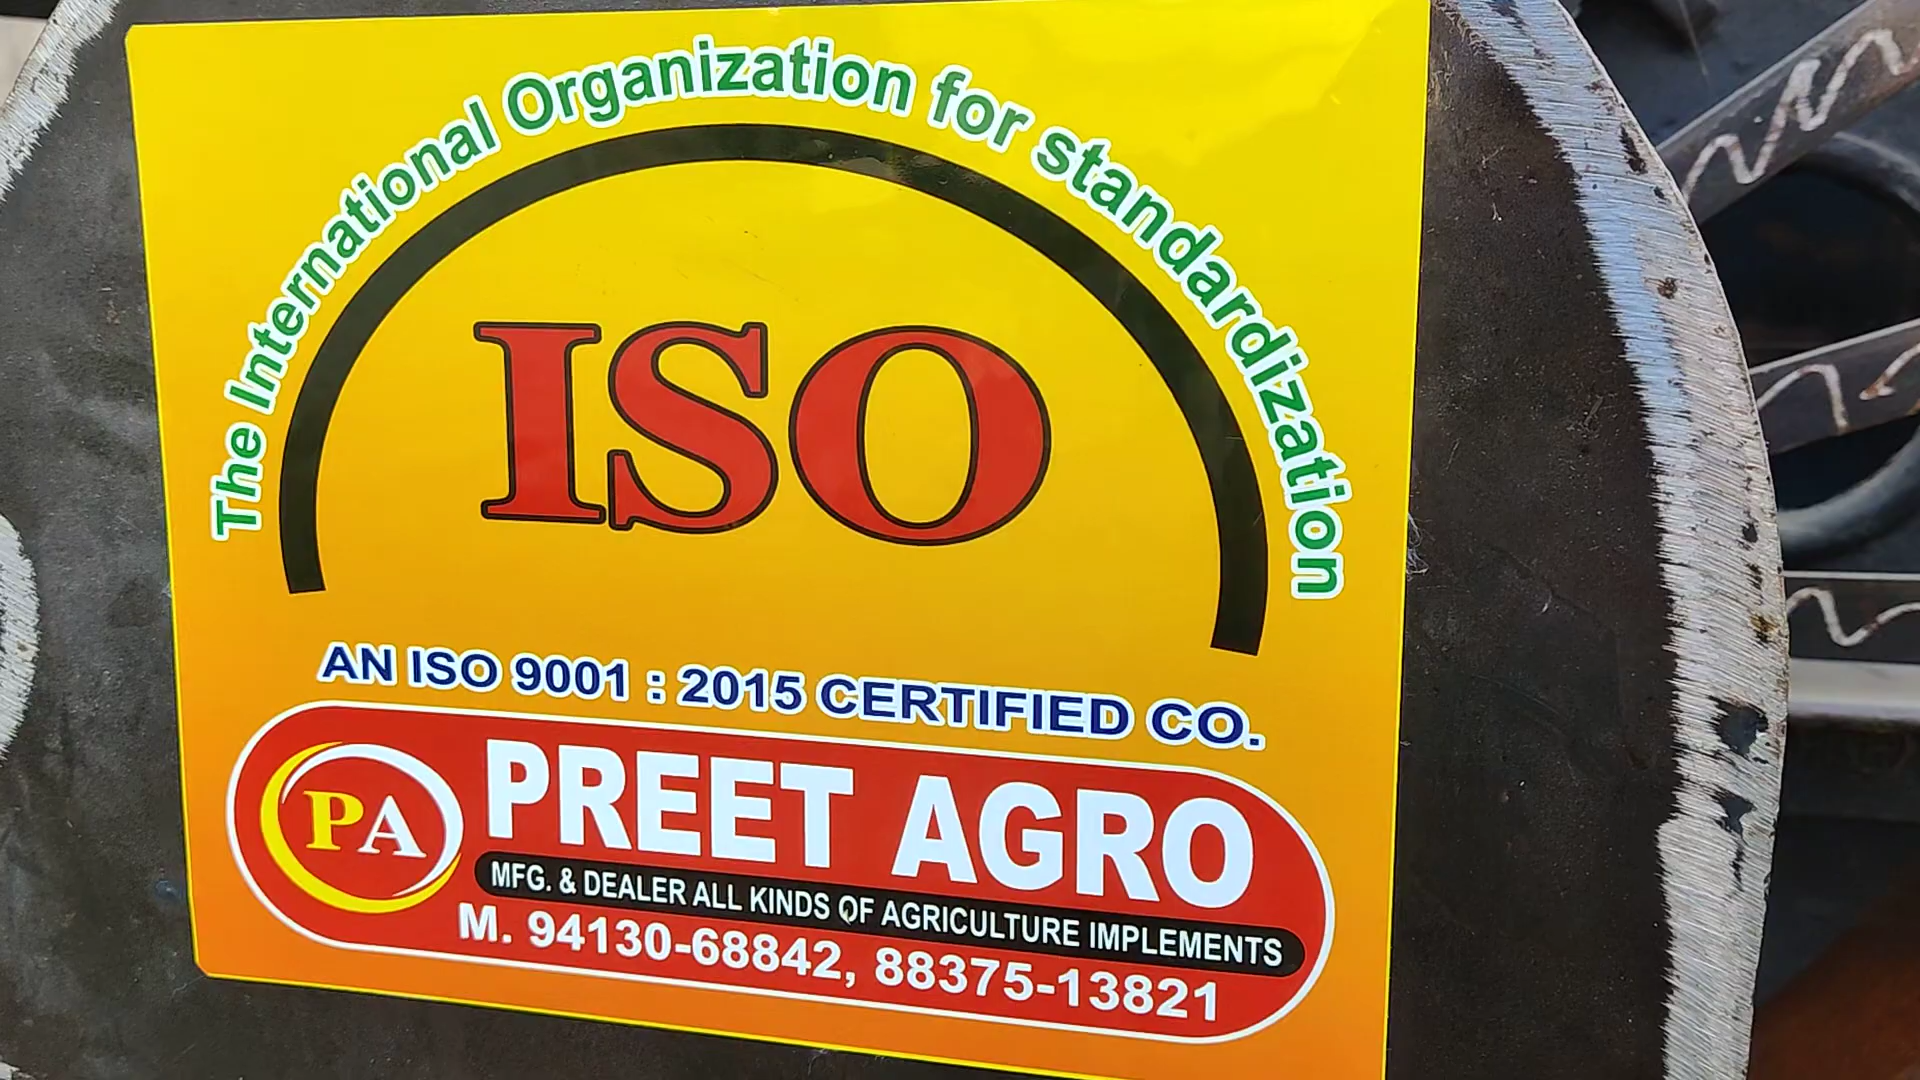 The International Organization for standardization
ISO
AN ISO 9001 : 2015 CERTIFIED CO.
PA
PREET AGRO
MFG. & DEALER ALL KINDS OF AGRICULTURE IMPLEMENTS
M. 94130-68842, 88375-13821